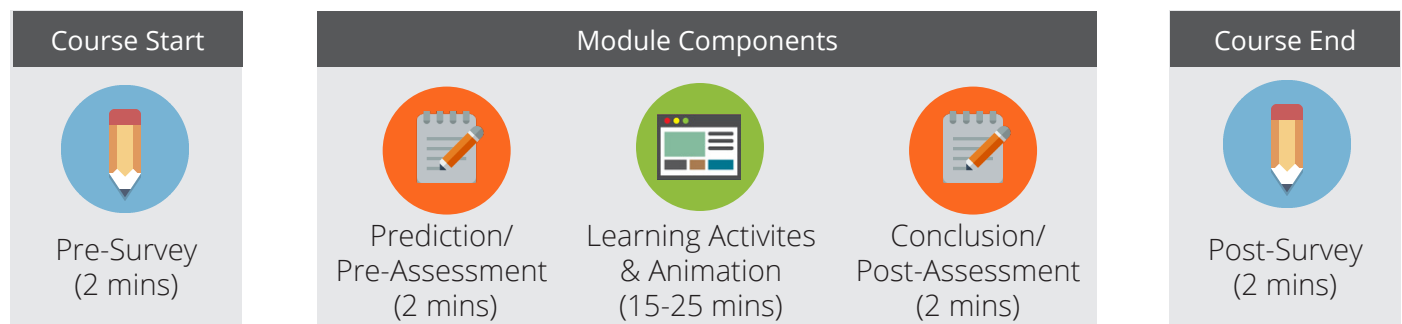 Course Start
Pre-Survey
(2 mins)
Module Components
Prediction/
Pre-Assessment
(2 mins)
Learning Activites
& Animation
(15-25 mins)
Conclusion/
Post-Assessment
(2 mins)
Course End
Post-Survey
(2 mins)